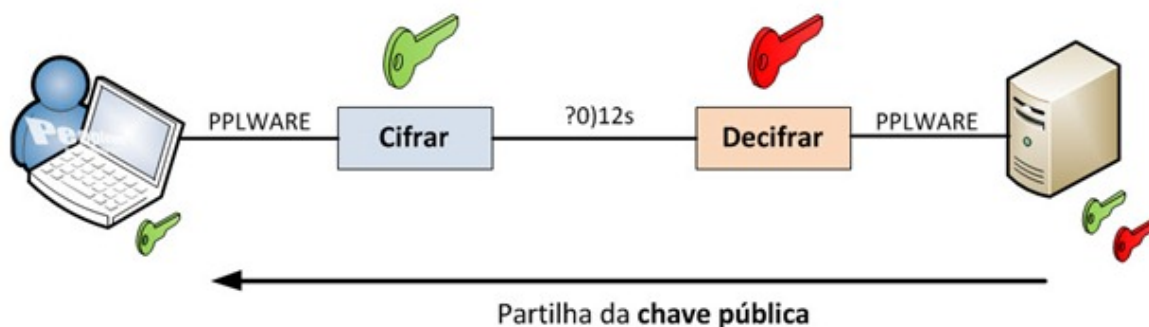 PPLWARE
Cifrar
?0)12s
Decifrar
PPLWARE
Partilha da chave pública